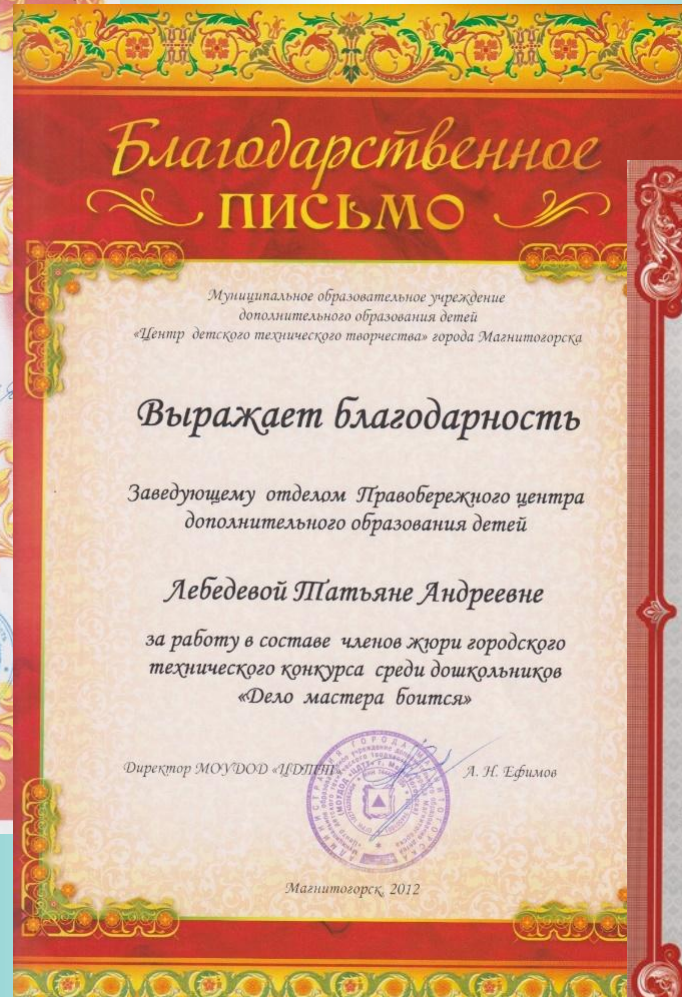 Благодарственное
ПИСЬМО
Муниципальное образовательное учреждение
дополнительного образования детей
«Центр детского технического творчества» города Магнитогорска
Выражает благодарность
Заведующему отделом Правобережного центра
дополнительного образования детей
Лебедевой Татьяне Андреевне
за работу в составе членов жюри городского
технического конкурса среди дошкольников
«Дело мастера боится»
Директор МОУДОД «ЦДТТ» А. Н. Ефимов
Магнитогорск, 2012